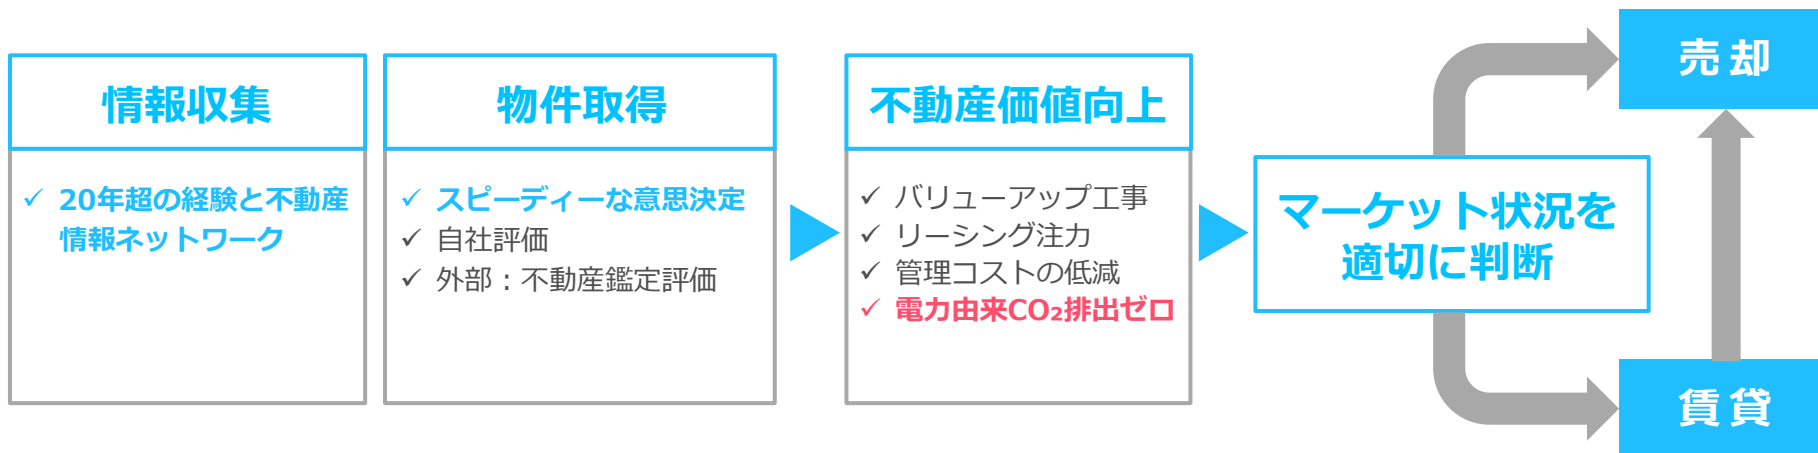 情報収集
✓ 20年超の経験と不動産
情報ネットワーク
物件取得
✓ スピーディーな意思決定
✓ 自社評価
✓ 外部：不動産鑑定評価
不動産価値向上
✓ バリューアップ工事
✓ リーシング注力
✓ 管理コストの低減
✓ 電力由来CO₂排出ゼロ
マーケット状況を
適切に判断
売却
賃貸